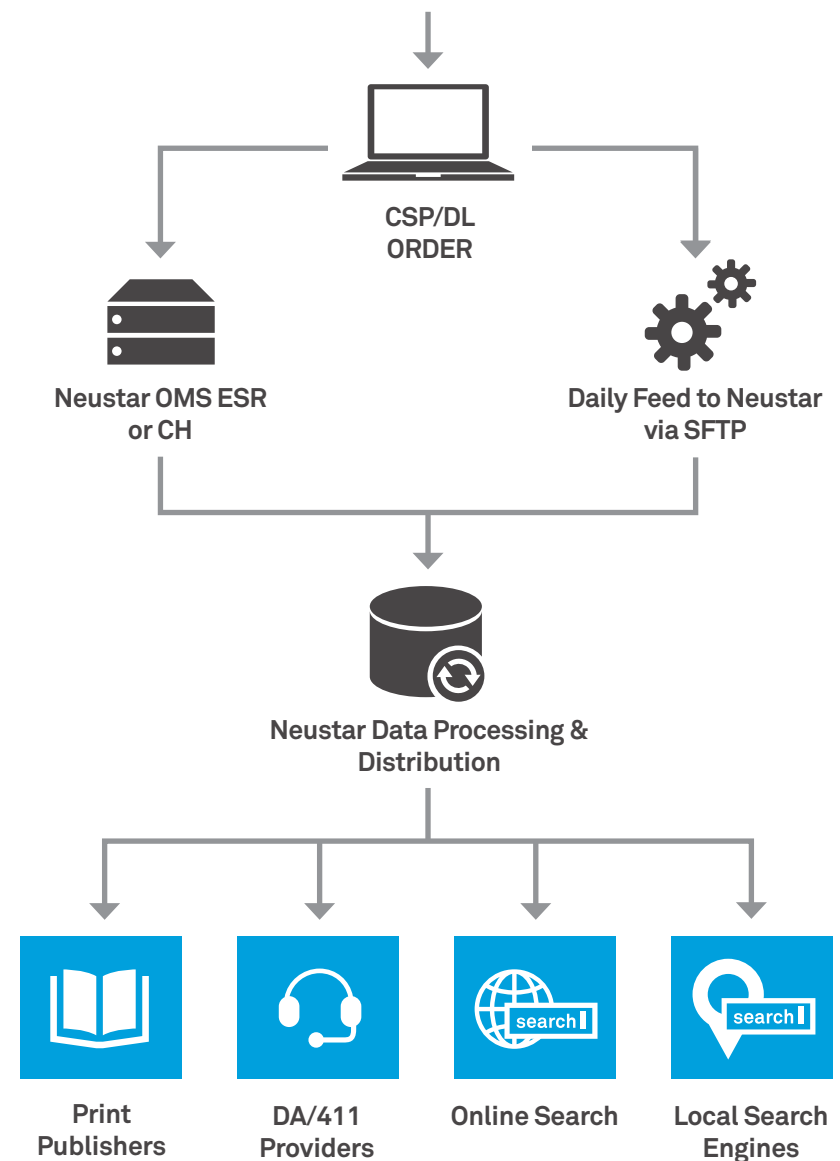 CSP/DL
ORDER
Neustar OMS ESR
or CH
Daily Feed to Neustar
via SFTP
Neustar Data Processing &
Distribution
search
search
Print
Publishers
DA/411
Providers
Online Search
Local Search
Engines